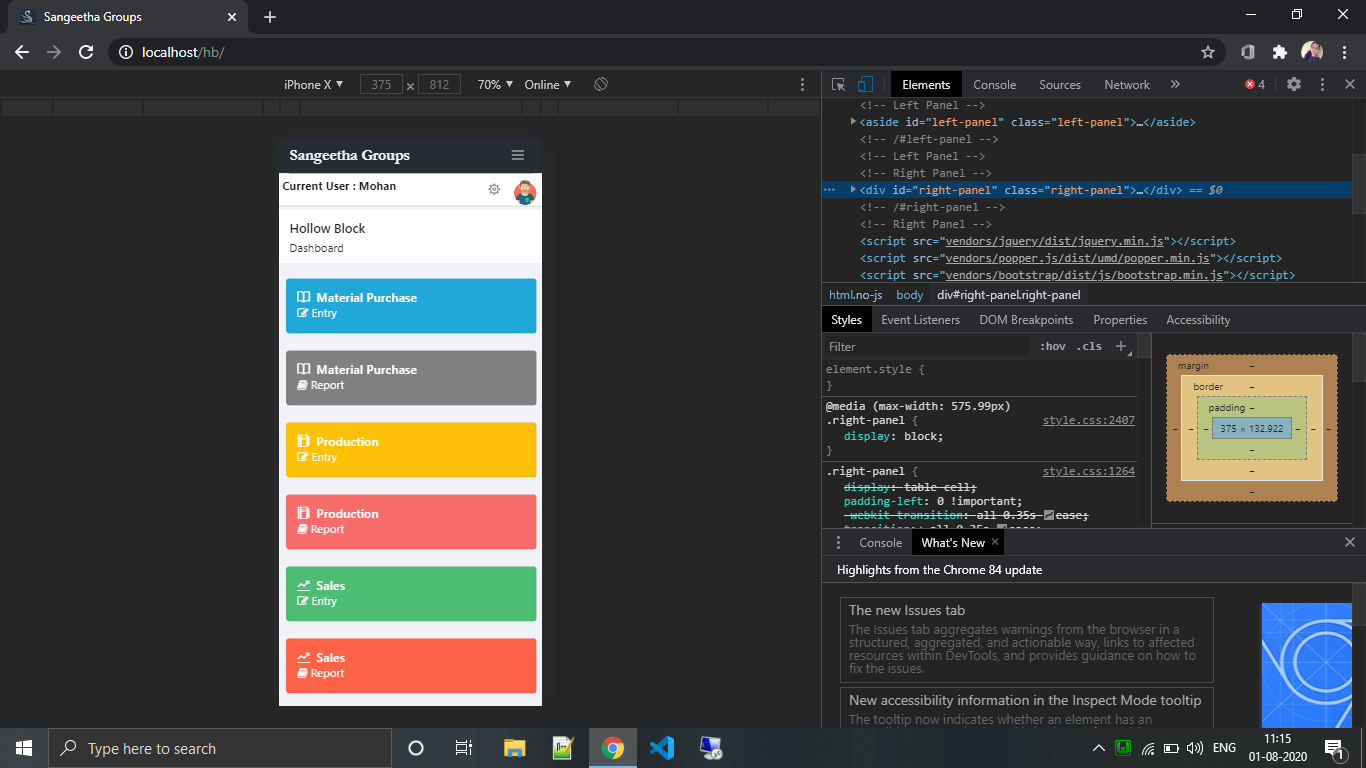 Sangeetha Groups
localhost/hb/
iPhone X ▼ 375 × 812 70% ▼ Online ▼
Sangeetha Groups
Current User : Mohan
Hollow Block
Dashboard
Material Purchase
Entry
Material Purchase
Report
Production
Entry
Production
Report
Sales
Entry
Sales
Report
Elements Console Sources Network » 4
<!-- Left Panel -->
<aside id="left-panel" class="left-panel">…</aside>
<!-- /#left-panel -->
<!-- Left Panel -->
<!-- Right Panel -->
<div id="right-panel" class="right-panel">…</div> == $0
<!-- /#right-panel -->
<!-- Right Panel -->
<script src="vendors/jquery/dist/jquery.min.js"></script>
<script src="vendors/popper.js/dist/umd/popper.min.js"></script>
<script src="vendors/bootstrap/dist/js/bootstrap.min.js"></script>
html.no-js body div#right-panel.right-panel
Styles Event Listeners DOM Breakpoints Properties Accessibility
Filter :hov .cls +
element.style {
}
@media (max-width: 575.99px)
.right-panel { style.css:2407
display: block;
}
.right-panel { style.css:1264
display: table-cell;
padding-left: 0 !important;
-webkit-transition: all 0.35s ease;
transition: all 0.35s ease;
margin –
border –
padding –
– – – 375 × 132.922 – – –
–
–
–
Console What's New ×
Highlights from the Chrome 84 update
The new Issues tab
The Issues tab aggregates warnings from the browser in a
structured, aggregated, and actionable way, links to affected
resources within DevTools, and provides guidance on how to
fix the issues.
New accessibility information in the Inspect Mode tooltip
The tooltip now indicates whether an element has an
Type here to search
ENG
11:15
01-08-2020
1